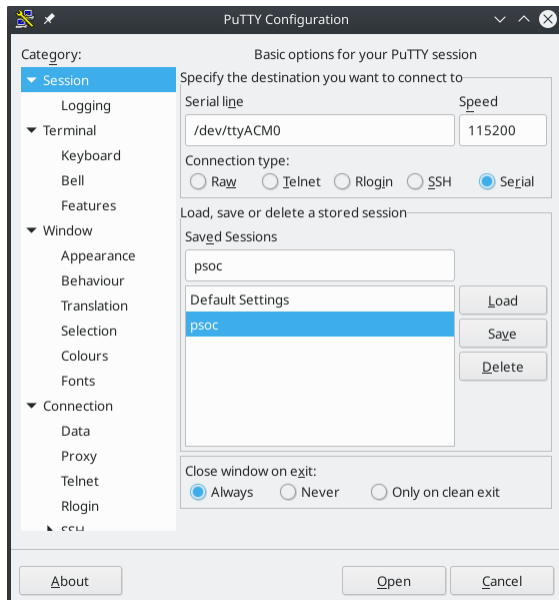 PuTTY Configuration
Category:
Session
Logging
Terminal
Keyboard
Bell
Features
Window
Appearance
Behaviour
Translation
Selection
Colours
Fonts
Connection
Data
Proxy
Telnet
Rlogin
SSH
Basic options for your PuTTY session
Specify the destination you want to connect to
Serial line Speed
/dev/ttyACM0 115200
Connection type:
Raw Telnet Rlogin SSH Serial
Load, save or delete a stored session
Saved Sessions
psoc
Default Settings
psoc
Load
Save
Delete
Close window on exit:
Always Never Only on clean exit
About Open Cancel